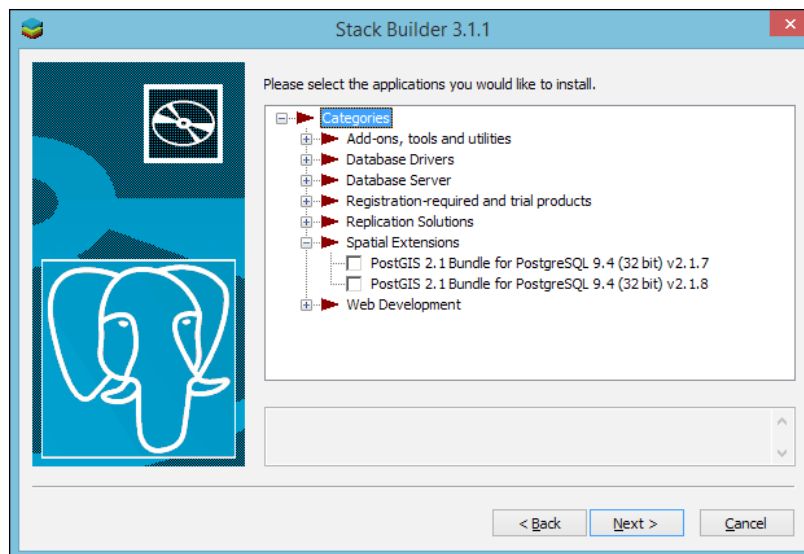 Stack Builder 3.1.1
Please select the applications you would like to install.
Categories
Add-ons, tools and utilities
Database Drivers
Database Server
Registration-required and trial products
Replication Solutions
Spatial Extensions
PostGIS 2.1 Bundle for PostgreSQL 9.4 (32 bit) v2.1.7
PostGIS 2.1 Bundle for PostgreSQL 9.4 (32 bit) v2.1.8
Web Development
< Back
Next >
Cancel